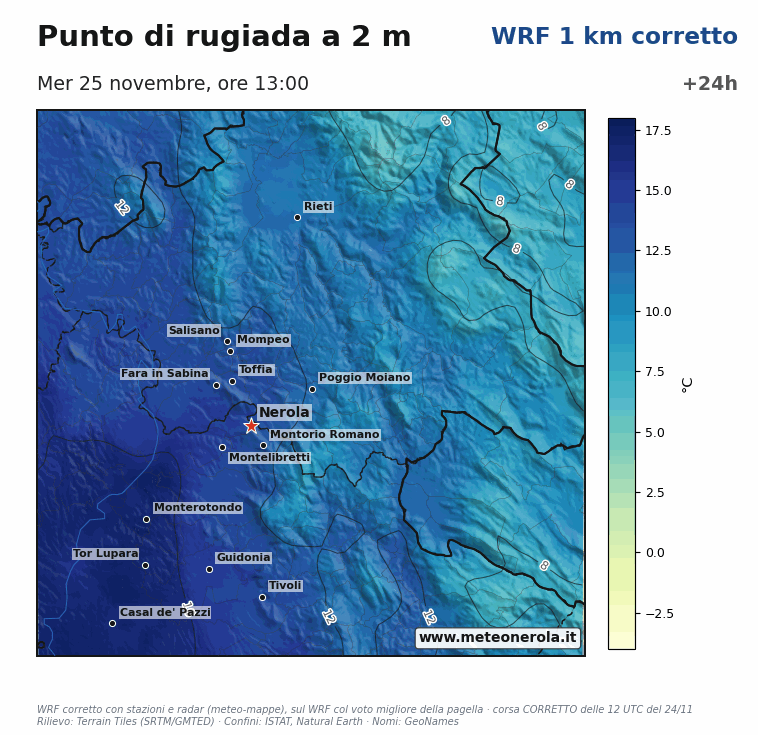 Punto di rugiada a 2 m
WRF 1 km corretto
Mer 25 novembre, ore 13:00
+24h
8
8
8
12
8
Rieti
8
Salisano
Mompeo
Fara in Sabina
Toffia
Poggio Moiano
Nerola
Montorio Romano
Montelibretti
Monterotondo
Tor Lupara
Guidonia
8
Tivoli
Casal de' Pazzi
12
12
www.meteonerola.it
17.5
15.0
12.5
10.0
7.5
5.0
2.5
0.0
−2.5
°C
WRF corretto con stazioni e radar (meteo-mappe), sul WRF col voto migliore della pagella · corsa CORRETTO delle 12 UTC del 24/11
Rilievo: Terrain Tiles (SRTM/GMTED) · Confini: ISTAT, Natural Earth · Nomi: GeoNames